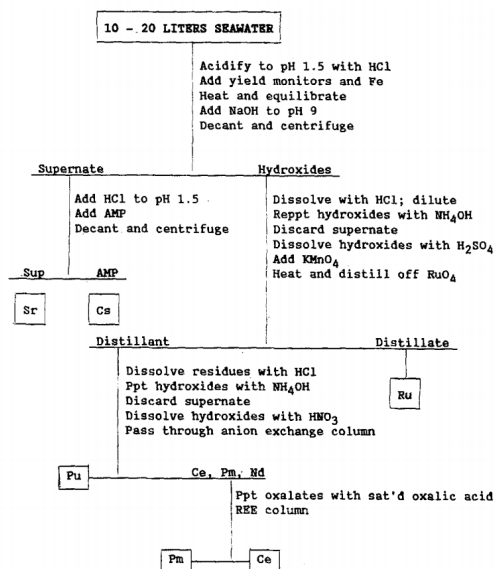 10 - 20 LITERS SEAWATER
Acidify to pH 1.5 with HCl
Add yield monitors and Fe
Heat and equilibrate
Add NaOH to pH 9
Decant and centrifuge
Supernate
Hydroxides
Add HCl to pH 1.5
Add AMP
Decant and centrifuge
Dissolve with HCl; dilute
Reppt hydroxides with NH₄OH
Discard supernate
Dissolve hydroxides with H₂SO₄
Add KMnO₄
Heat and distill off RuO₄
Sup
AMP
Sr
Cs
Distillant
Distillate
Dissolve residues with HCl
Ppt hydroxides with NH₄OH
Discard supernate
Dissolve hydroxides with HNO₃
Pass through anion exchange column
Ru
Pu
Ce, Pm, Nd
Ppt oxalates with sat'd oxalic acid
REE column
Pm
Ce